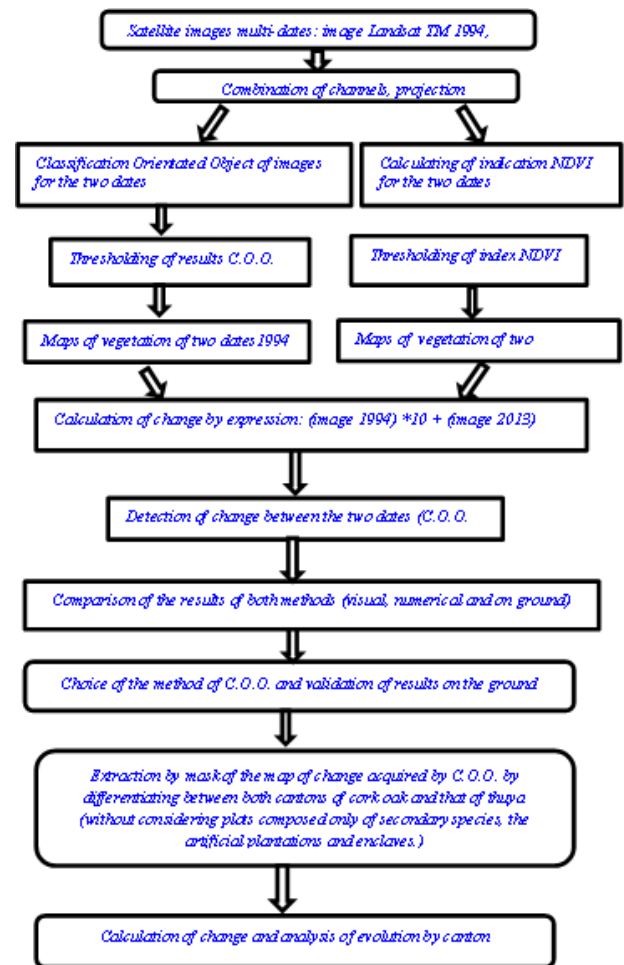 Satellite images multi-dates: image Landsat TM 1994,
Combination of channels, projection
Classification Orientated Object of images
for the two dates
Calculating of indication NDVI
for the two dates
Thresholding of results C.O.O.
Thresholding of index NDVI
Maps of vegetation of two dates 1994
Maps of vegetation of two
Calculation of change by expression: (image 1994) *10 + (image 2013)
Detection of change between the two dates (C.O.O.
Comparison of the results of both methods (visual, numerical and on ground)
Choice of the method of C.O.O. and validation of results on the ground
Extraction by mask of the map of change acquired by C.O.O. by
differentiating between both cantons of cork oak and that of thuya
(without considering plots composed only of secondary species, the
artificial plantations and enclaves.)
Calculation of change and analysis of evolution by canton